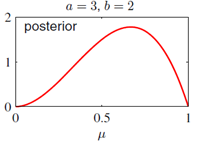 a = 3, b = 2
2
posterior
1
0
0 0.5 1
μ